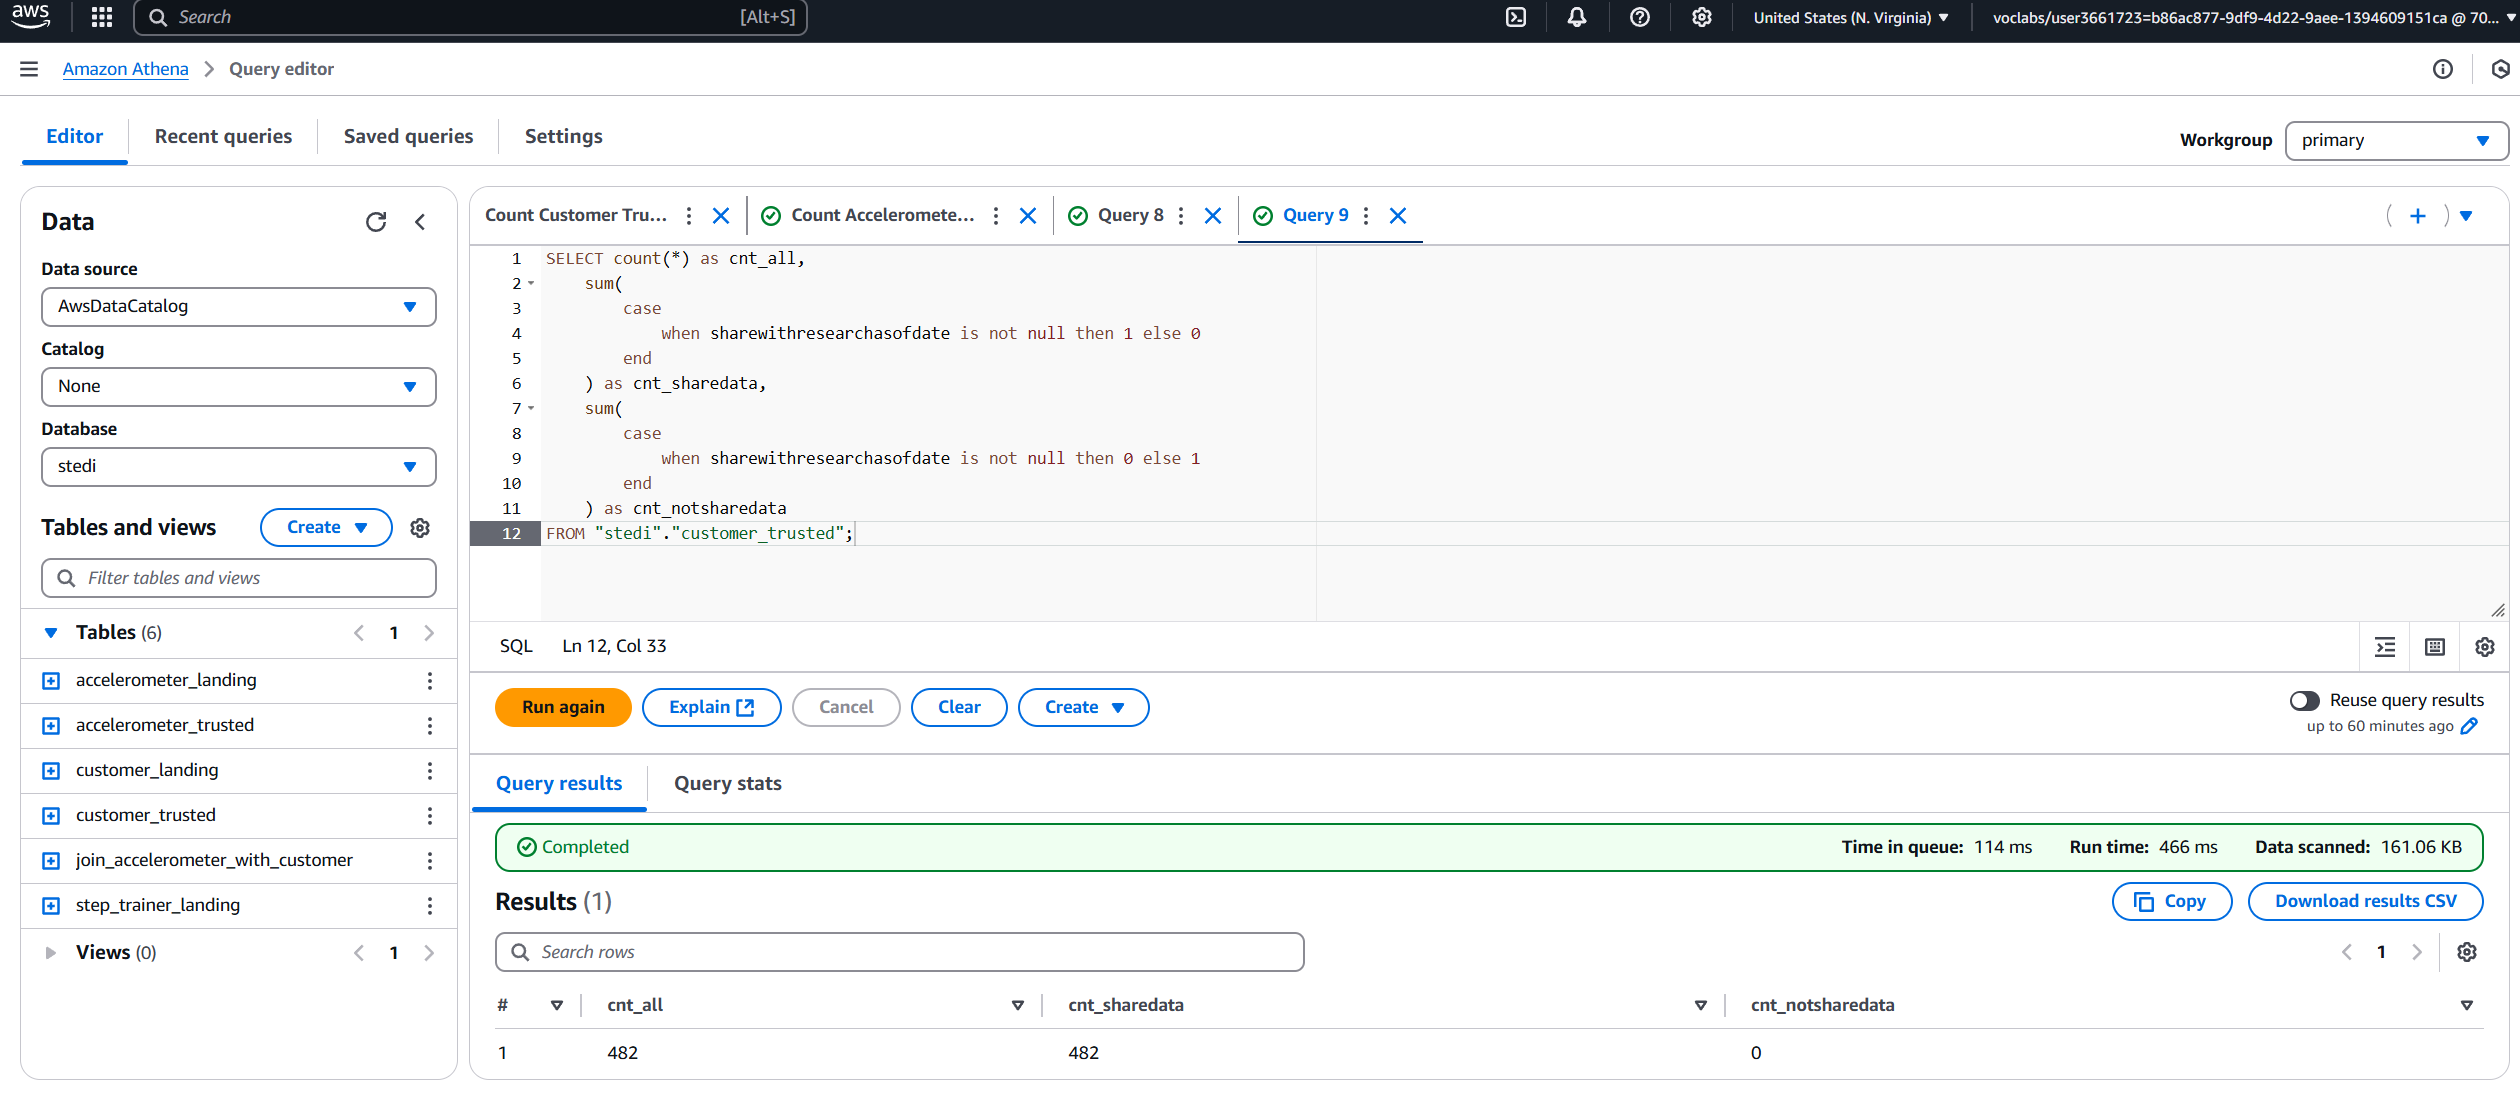 aws
Search
[Alt+S]
United States (N. Virginia)
voclabs/user3661723=b86ac877-9df9-4d22-9aee-1394609151ca @ 70...
Amazon Athena
Query editor
Editor
Recent queries
Saved queries
Settings
Workgroup
primary
Data
Data source
AwsDataCatalog
Catalog
None
Database
stedi
Tables and views
Create
Filter tables and views
Tables (6)
1
accelerometer_landing
accelerometer_trusted
customer_landing
customer_trusted
join_accelerometer_with_customer
step_trainer_landing
Views (0)
1
Count Customer Tru...
Count Acceleromete...
Query 8
Query 9
( + )
1 SELECT count(*) as cnt_all,
2 sum(
3 case
4 when sharewithresearchasofdate is not null then 1 else 0
5 end
6 ) as cnt_sharedata,
7 sum(
8 case
9 when sharewithresearchasofdate is not null then 0 else 1
10 end
11 ) as cnt_notsharedata
12 FROM "stedi"."customer_trusted";
SQL
Ln 12, Col 33
Run again
Explain
Cancel
Clear
Create
Reuse query results
up to 60 minutes ago
Query results
Query stats
Completed
Time in queue: 114 ms
Run time: 466 ms
Data scanned: 161.06 KB
Results (1)
Copy
Download results CSV
Search rows
1
# cnt_all cnt_sharedata cnt_notsharedata
1 482 482 0